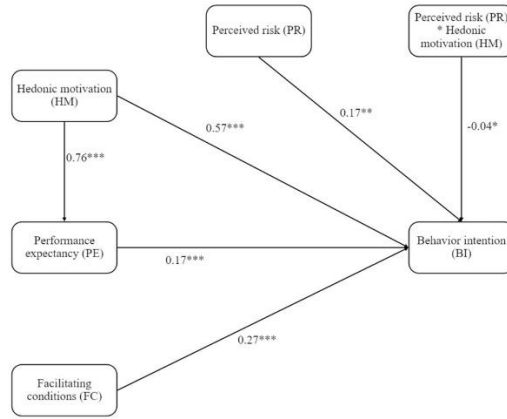 Perceived risk (PR)
Perceived risk (PR)
* Hedonic
motivation (HM)
Hedonic motivation
(HM)
0.17**
0.57***
-0.04*
0.76***
Performance
expectancy (PE)
Behavior intention
(BI)
0.17***
0.27***
Facilitating
conditions (FC)